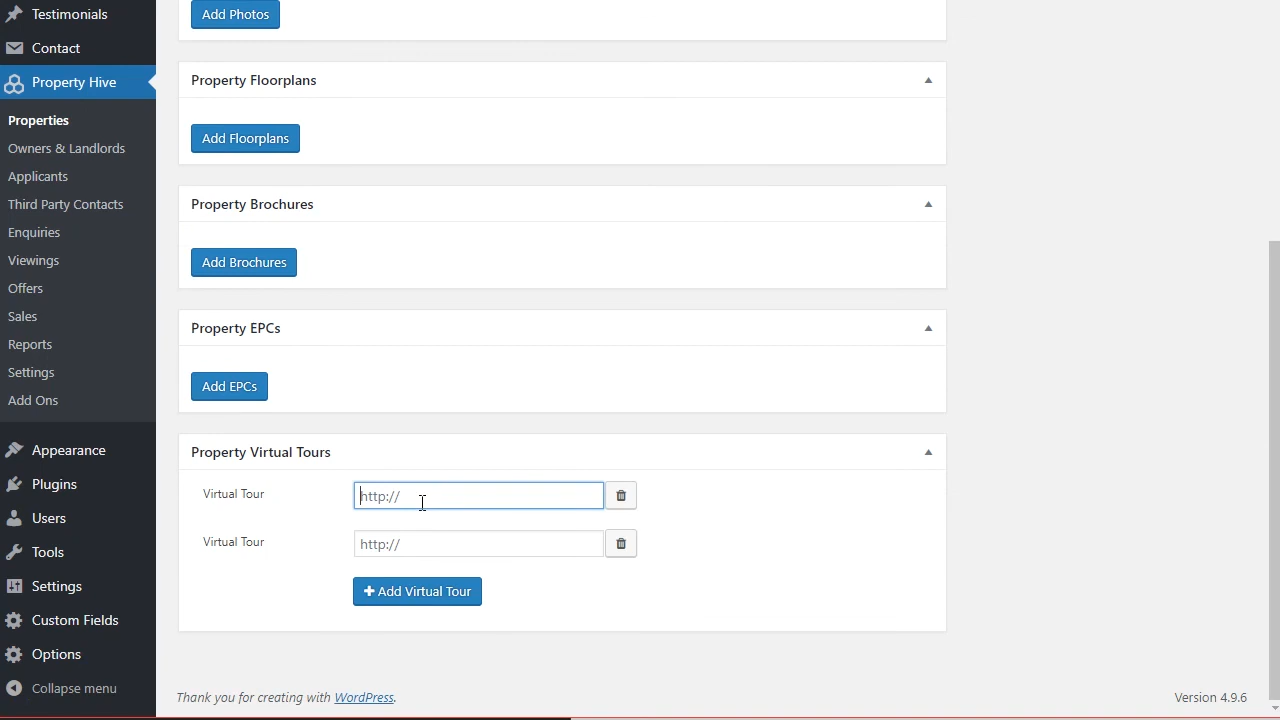 Testimonials
Contact
Property Hive
Properties
Owners & Landlords
Applicants
Third Party Contacts
Enquiries
Viewings
Offers
Sales
Reports
Settings
Add Ons
Appearance
Plugins
Users
Tools
Settings
Custom Fields
Options
Collapse menu
Add Photos
Property Floorplans
Add Floorplans
Property Brochures
Add Brochures
Property EPCs
Add EPCs
Property Virtual Tours
Virtual Tour http://
Virtual Tour http://
Add Virtual Tour
Thank you for creating with WordPress. Version 4.9.6